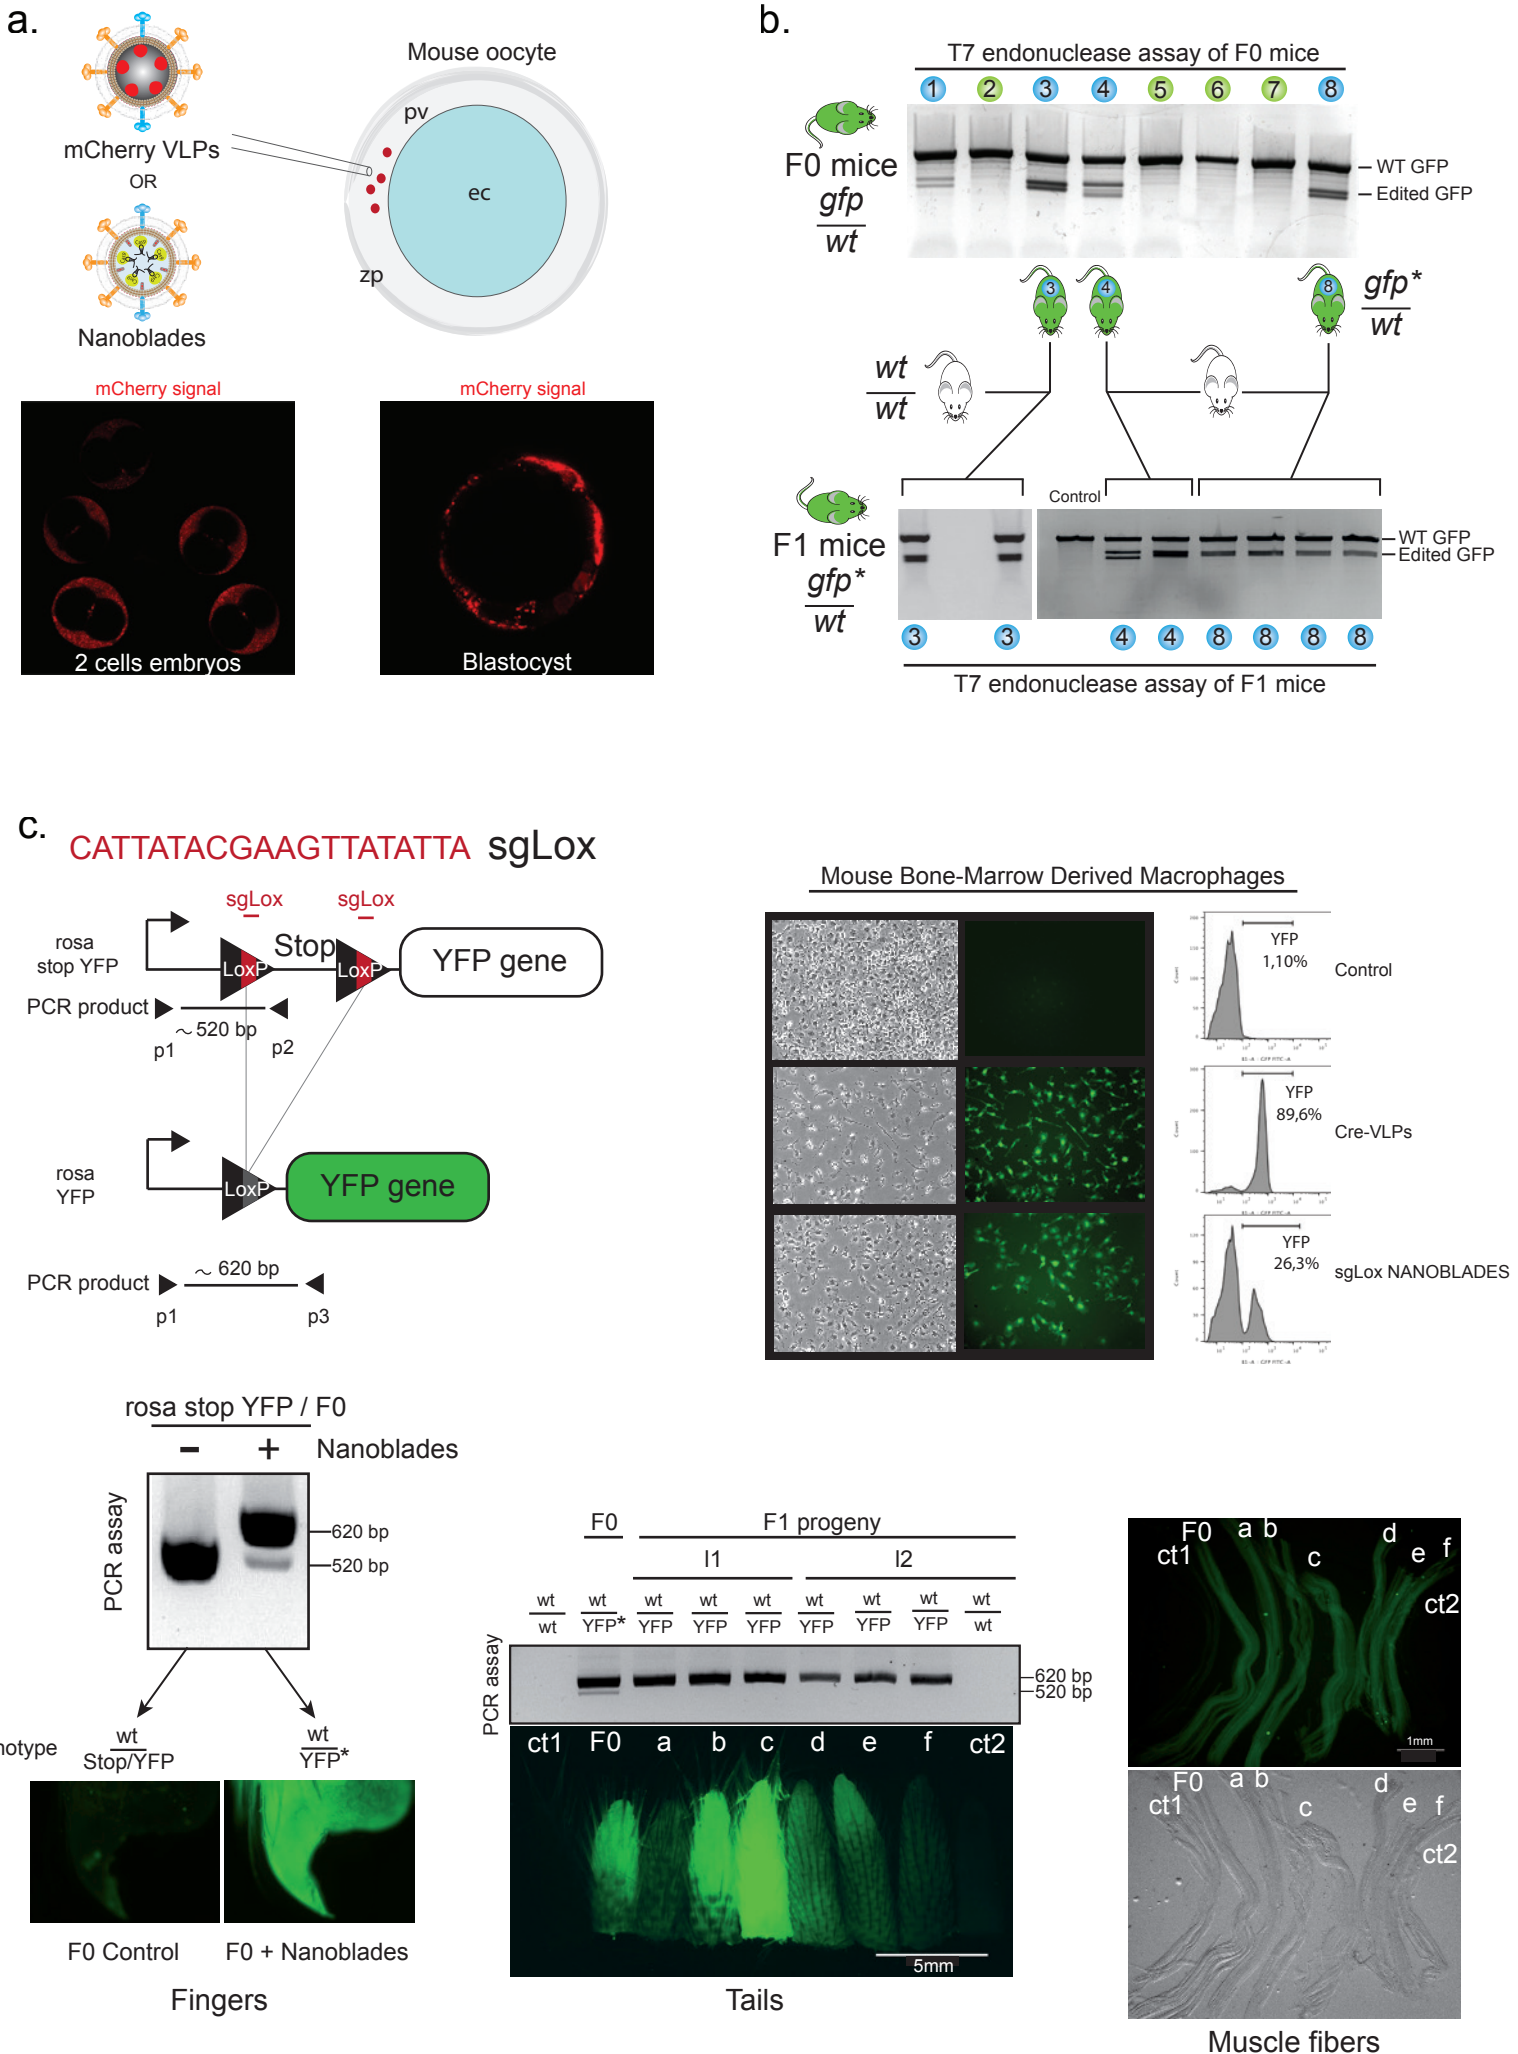 a.
mCherry VLPs
OR
Nanoblades
Mouse oocyte
pv
ec
zp
mCherry signal
2 cells embryos
mCherry signal
Blastocyst
b.
T7 endonuclease assay of F0 mice
1 2 3 4 5 6 7 8
F0 mice
gfp
wt
WT GFP
Edited GFP
3 4 8
gfp*
wt
wt
wt
Control
F1 mice
gfp*
wt
WT GFP
Edited GFP
3 3 4 4 8 8 8 8
T7 endonuclease assay of F1 mice
c.
CATTATACGAAGTTATATTA sgLox
sgLox sgLox
rosa
stop YFP
LoxP Stop LoxP YFP gene
PCR product
~ 520 bp
p1 p2
rosa
YFP
LoxP YFP gene
PCR product
~ 620 bp
p1 p3
Mouse Bone-Marrow Derived Macrophages
YFP
1,10%
Control
YFP
89,6%
Cre-VLPs
YFP
26,3%
sgLox NANOBLADES
rosa stop YFP / F0
- + Nanoblades
PCR assay
620 bp
520 bp
notype
wt
Stop/YFP
wt
YFP*
F0 Control F0 + Nanoblades
Fingers
F0 F1 progeny
l1 l2
wt wt wt wt wt wt wt wt wt
wt YFP* YFP YFP YFP YFP YFP YFP wt
PCR assay
620 bp
520 bp
ct1 F0 a b c d e f ct2
5mm
Tails
ct1 F0 a b c d e f ct2
1mm
ct1 F0 a b c d e f ct2
Muscle fibers